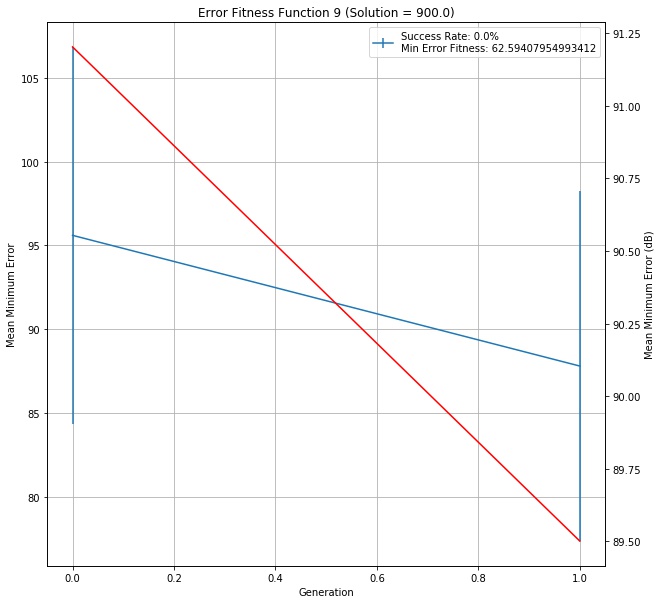 Error Fitness Function 9 (Solution = 900.0)
Success Rate: 0.0%
Min Error Fitness: 62.59407954993412
Mean Minimum Error
105
100
95
90
85
80
91.25
91.00
90.75
90.50
90.25
90.00
89.75
89.50
Mean Minimum Error (dB)
0.0 0.2 0.4 0.6 0.8 1.0
Generation